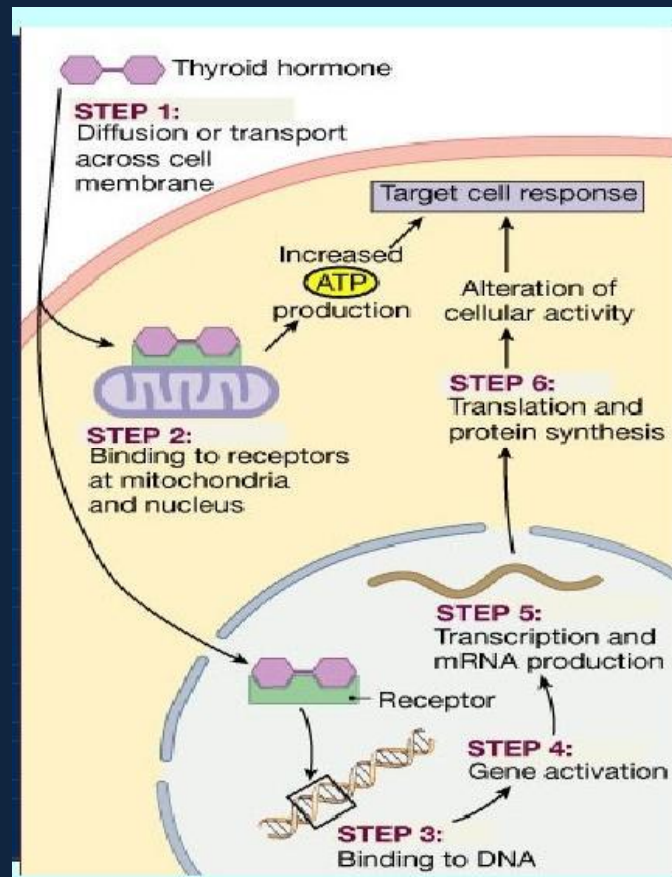 Thyroid hormone
STEP 1:
Diffusion or transport
across cell
membrane
Target cell response
Increased
ATP
production
Alteration of
cellular activity
STEP 2:
Binding to receptors
at mitochondria
and nucleus
STEP 6:
Translation and
protein synthesis
STEP 5:
Transcription and
mRNA production
Receptor
STEP 4:
Gene activation
STEP 3:
Binding to DNA